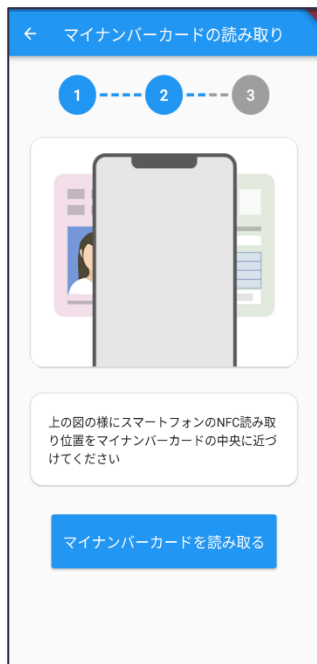 マイナンバーカードの読み取り
1 2 3
上の図の様にスマートフォンのNFC読み取
り位置をマイナンバーカードの中央に近づ
けてください
マイナンバーカードを読み取る